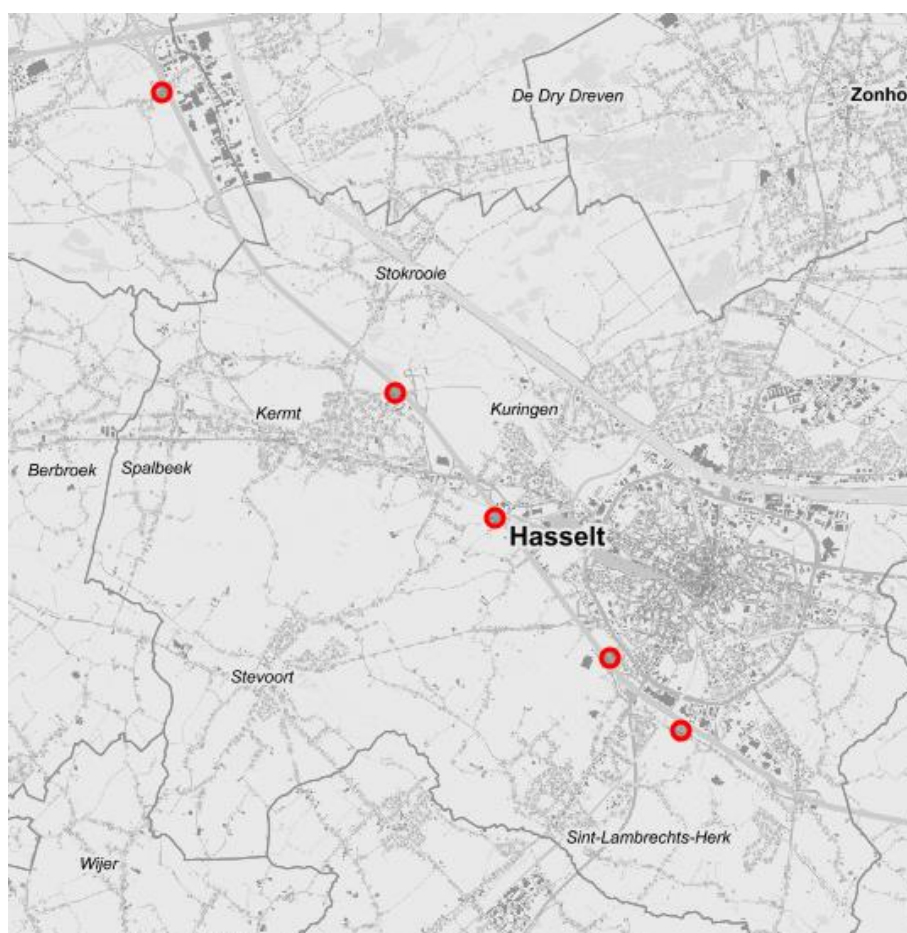 De Dry Dreven
Zonho
Stokrooie
Kermt
Kuringen
Berbroek
Spalbeek
Hasselt
Stevoort
Sint-Lambrechts-Herk
Wijer